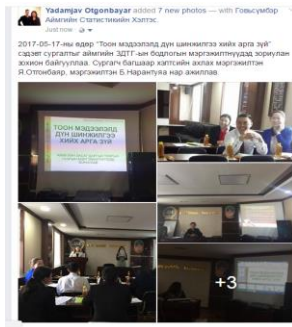 Yadamjav Otgonbayar added 7 new photos — with Говьсүмбэр
Аймгийн Статистикийн Хэлтэс
Just now
2017-05-17-ны өдөр "Тоон мэдээлэлд дүн шинжилгээ хийх арга зүй"
сэдэвт сургалтыг аймгийн ЗДТГ-ын бодлогын мэргэжилтнүүдэд зориулан
зохион байгууллаа. Сургагч багшаар хэлтсийн ахлах мэргэжилтэн
Я.Отгонбаяр, мэргэжилтэн Б.Нарантуяа нар ажиллав.
ТООН МЭДЭЭЛЭЛД
ДҮН ШИНЖИЛГЭЭ
ХИЙХ АРГА ЗҮЙ
+3